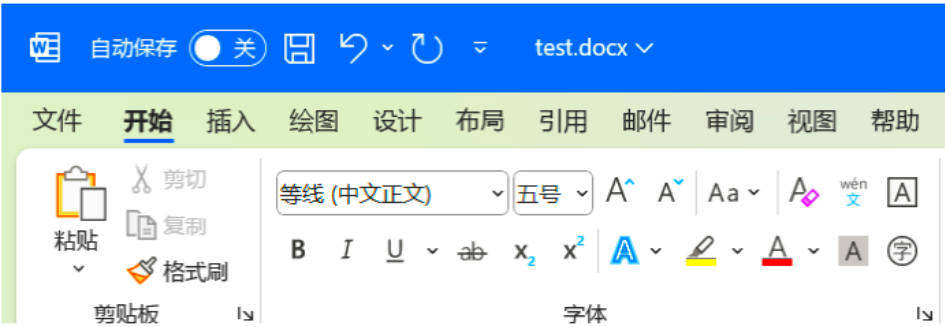 自动保存 关 test.docx
文件 开始 插入 绘图 设计 布局 引用 邮件 审阅 视图 帮助
粘贴
剪切
复制
格式刷
剪贴板
等线 (中文正文) 五号 A A Aa A wén文 A
B I U ab x₂ x² A A A 字
字体